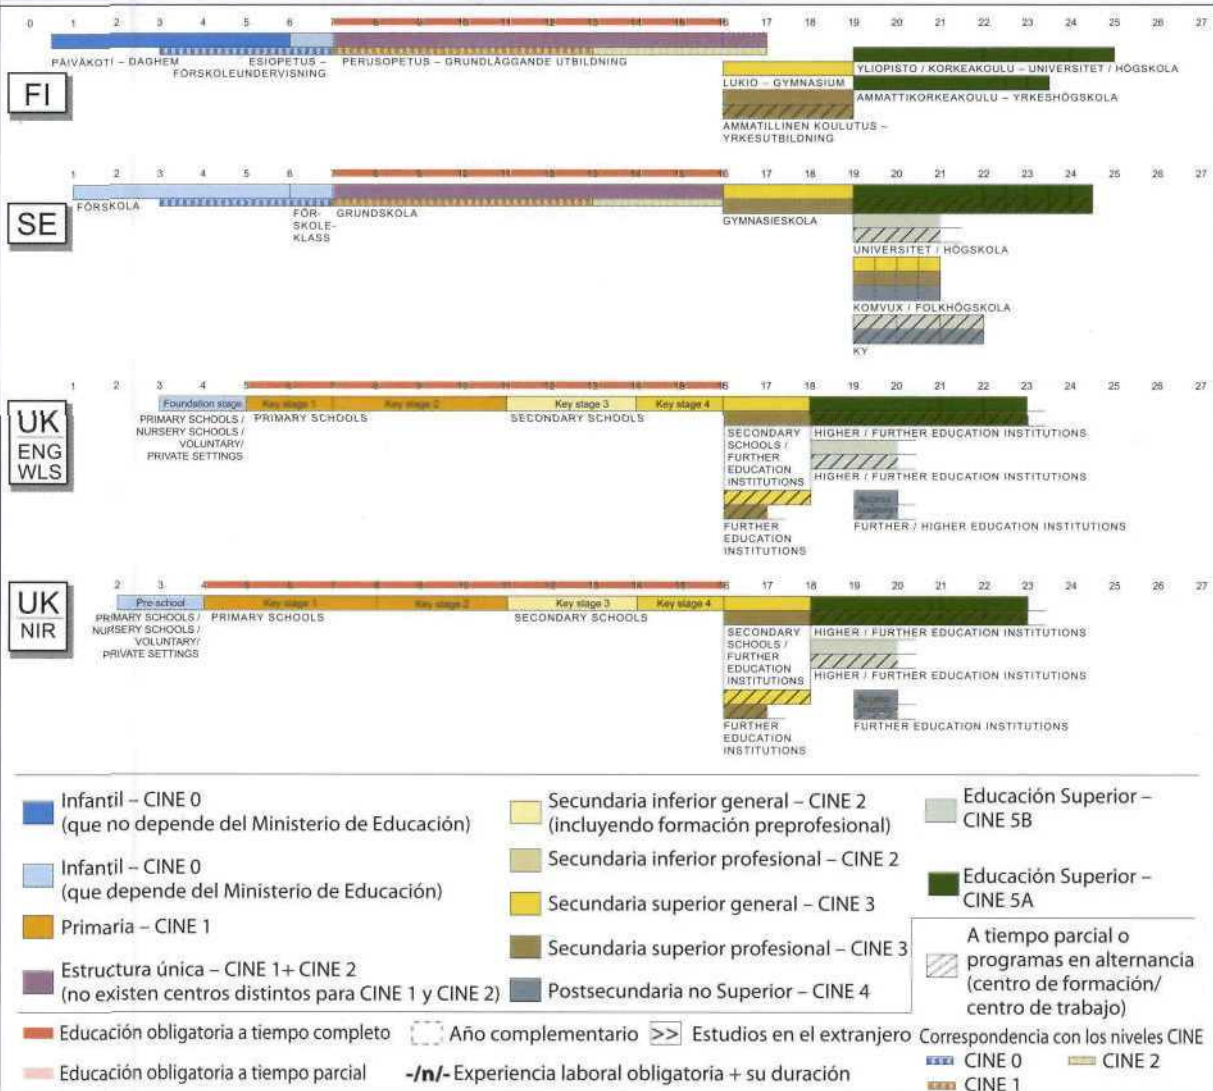 0 1 2 3 4 5 6 7 8 9 10 11 12 13 14 15 16 17 18 19 20 21 22 23 24 25 26 27
FI
PÄIVÄKOTI – DAGHEM
ESIOPETUS –
FÖRSKOLEUNDERVISNING
PERUSOPETUS – GRUNDLÄGGANDE UTBILDNING
LUKIO – GYMNASIUM
YLIOPISTO / KORKEAKOULU – UNIVERSITET / HÖGSKOLA
AMMATTIKORKEAKOULU – YRKESHÖGSKOLA
AMMATILLINEN KOULUTUS –
YRKESUTBILDNING
1 2 3 4 5 6 7 8 9 10 11 12 13 14 15 16 17 18 19 20 21 22 23 24 25 26 27
SE
FÖRSKOLA
FÖR-
SKOLE-
KLASS
GRUNDSKOLA
GYMNASIESKOLA
UNIVERSITET / HÖGSKOLA
KOMVUX / FOLKHÖGSKOLA
KY
1 2 3 4 5 6 7 8 9 10 11 12 13 14 15 16 17 18 19 20 21 22 23 24 25 26 27
UK
ENG
WLS
Foundation stage Key stage 1 Key stage 2 Key stage 3 Key stage 4
PRIMARY SCHOOLS /
NURSERY SCHOOLS /
VOLUNTARY/
PRIVATE SETTINGS
PRIMARY SCHOOLS
SECONDARY SCHOOLS
SECONDARY
SCHOOLS /
FURTHER
EDUCATION
INSTITUTIONS
HIGHER / FURTHER EDUCATION INSTITUTIONS
HIGHER / FURTHER EDUCATION INSTITUTIONS
FURTHER
EDUCATION
INSTITUTIONS
FURTHER / HIGHER EDUCATION INSTITUTIONS
2 3 4 5 6 7 8 9 10 11 12 13 14 15 16 17 18 19 20 21 22 23 24 25 26 27
UK
NIR
Pre-school Key stage 1 Key stage 2 Key stage 3 Key stage 4
PRIMARY SCHOOLS /
NURSERY SCHOOLS /
VOLUNTARY/
PRIVATE SETTINGS
PRIMARY SCHOOLS
SECONDARY SCHOOLS
SECONDARY
SCHOOLS /
FURTHER
EDUCATION
INSTITUTIONS
HIGHER / FURTHER EDUCATION INSTITUTIONS
HIGHER / FURTHER EDUCATION INSTITUTIONS
FURTHER
EDUCATION
INSTITUTIONS
FURTHER EDUCATION INSTITUTIONS
Infantil – CINE 0
(que no depende del Ministerio de Educación)
Infantil – CINE 0
(que depende del Ministerio de Educación)
Primaria – CINE 1
Estructura única – CINE 1+ CINE 2
(no existen centros distintos para CINE 1 y CINE 2)
Secundaria inferior general – CINE 2
(incluyendo formación preprofesional)
Secundaria inferior profesional – CINE 2
Secundaria superior general – CINE 3
Secundaria superior profesional – CINE 3
Postsecundaria no Superior – CINE 4
Educación Superior –
CINE 5B
Educación Superior –
CINE 5A
A tiempo parcial o
programas en alternancia
(centro de formación/
centro de trabajo)
Educación obligatoria a tiempo completo
Año complementario
>> Estudios en el extranjero
Correspondencia con los niveles CINE
CINE 0
CINE 2
CINE 1
Educación obligatoria a tiempo parcial
-/n/- Experiencia laboral obligatoria + su duración